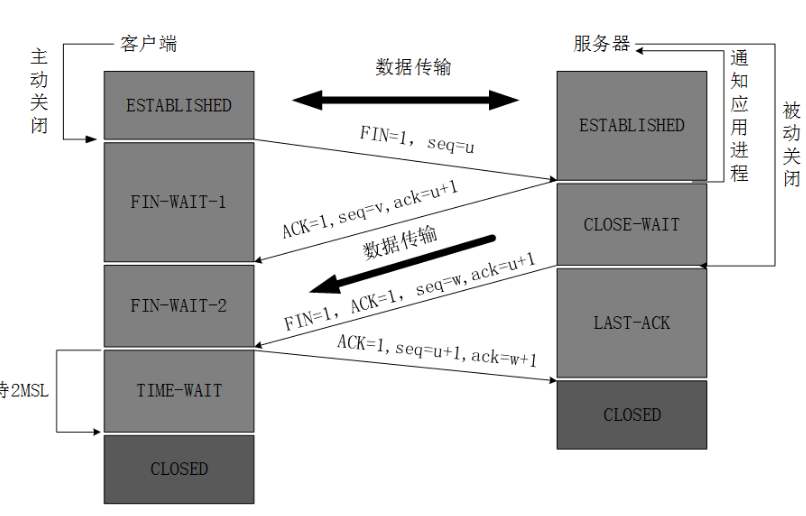 客户端
服务器
主动关闭
数据传输
通知应用进程
被动关闭
ESTABLISHED
ESTABLISHED
FIN=1, seq=u
FIN-WAIT-1
ACK=1,seq=v,ack=u+1
CLOSE-WAIT
数据传输
FIN-WAIT-2
FIN=1, ACK=1, seq=w,ack=u+1
LAST-ACK
ACK=1,seq=u+1,ack=w+1
待2MSL
TIME-WAIT
CLOSED
CLOSED